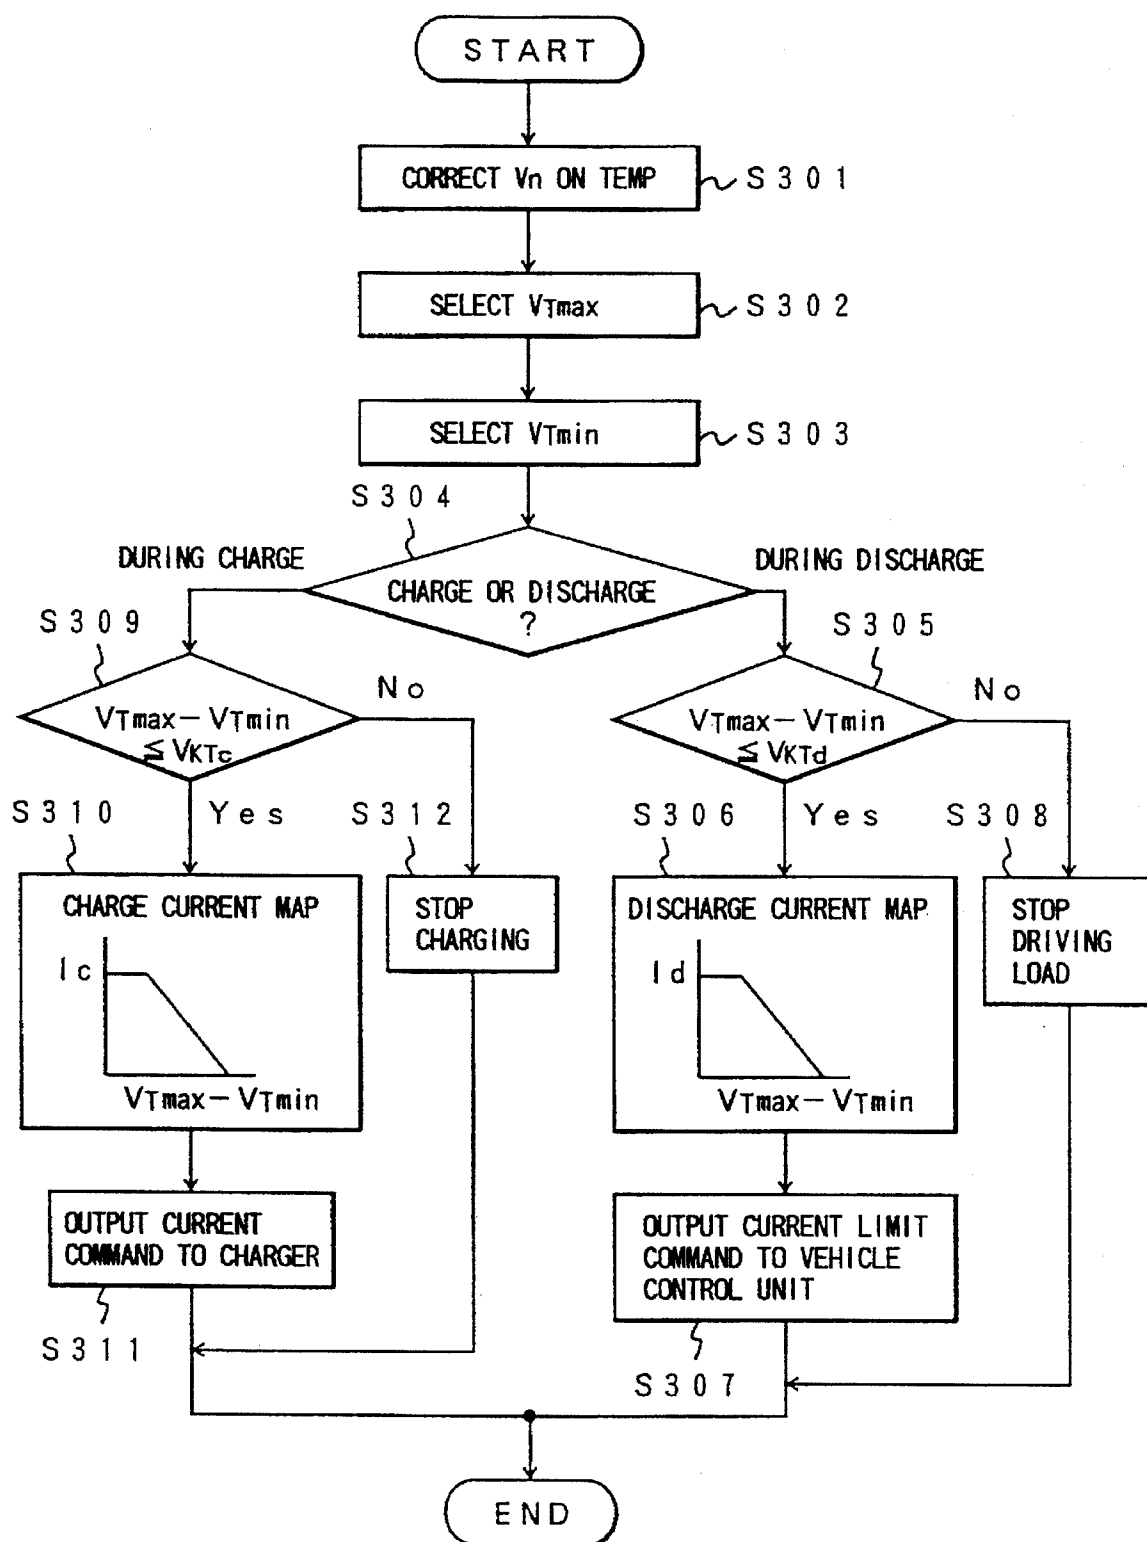 START
CORRECT Vn ON TEMP
S301
SELECT VTmax
S302
SELECT VTmin
S303
S304
DURING CHARGE
DURING DISCHARGE
CHARGE OR DISCHARGE
?
S309
S305
VTmax－VTmin
≦VKTc
No
VTmax－VTmin
≦VKTd
No
S310
Yes
S312
S306
Yes
S308
CHARGE CURRENT MAP
Ic
VTmax－VTmin
STOP
CHARGING
DISCHARGE CURRENT MAP
Id
VTmax－VTmin
STOP
DRIVING
LOAD
OUTPUT CURRENT
COMMAND TO CHARGER
S311
OUTPUT CURRENT LIMIT
COMMAND TO VEHICLE
CONTROL UNIT
S307
END